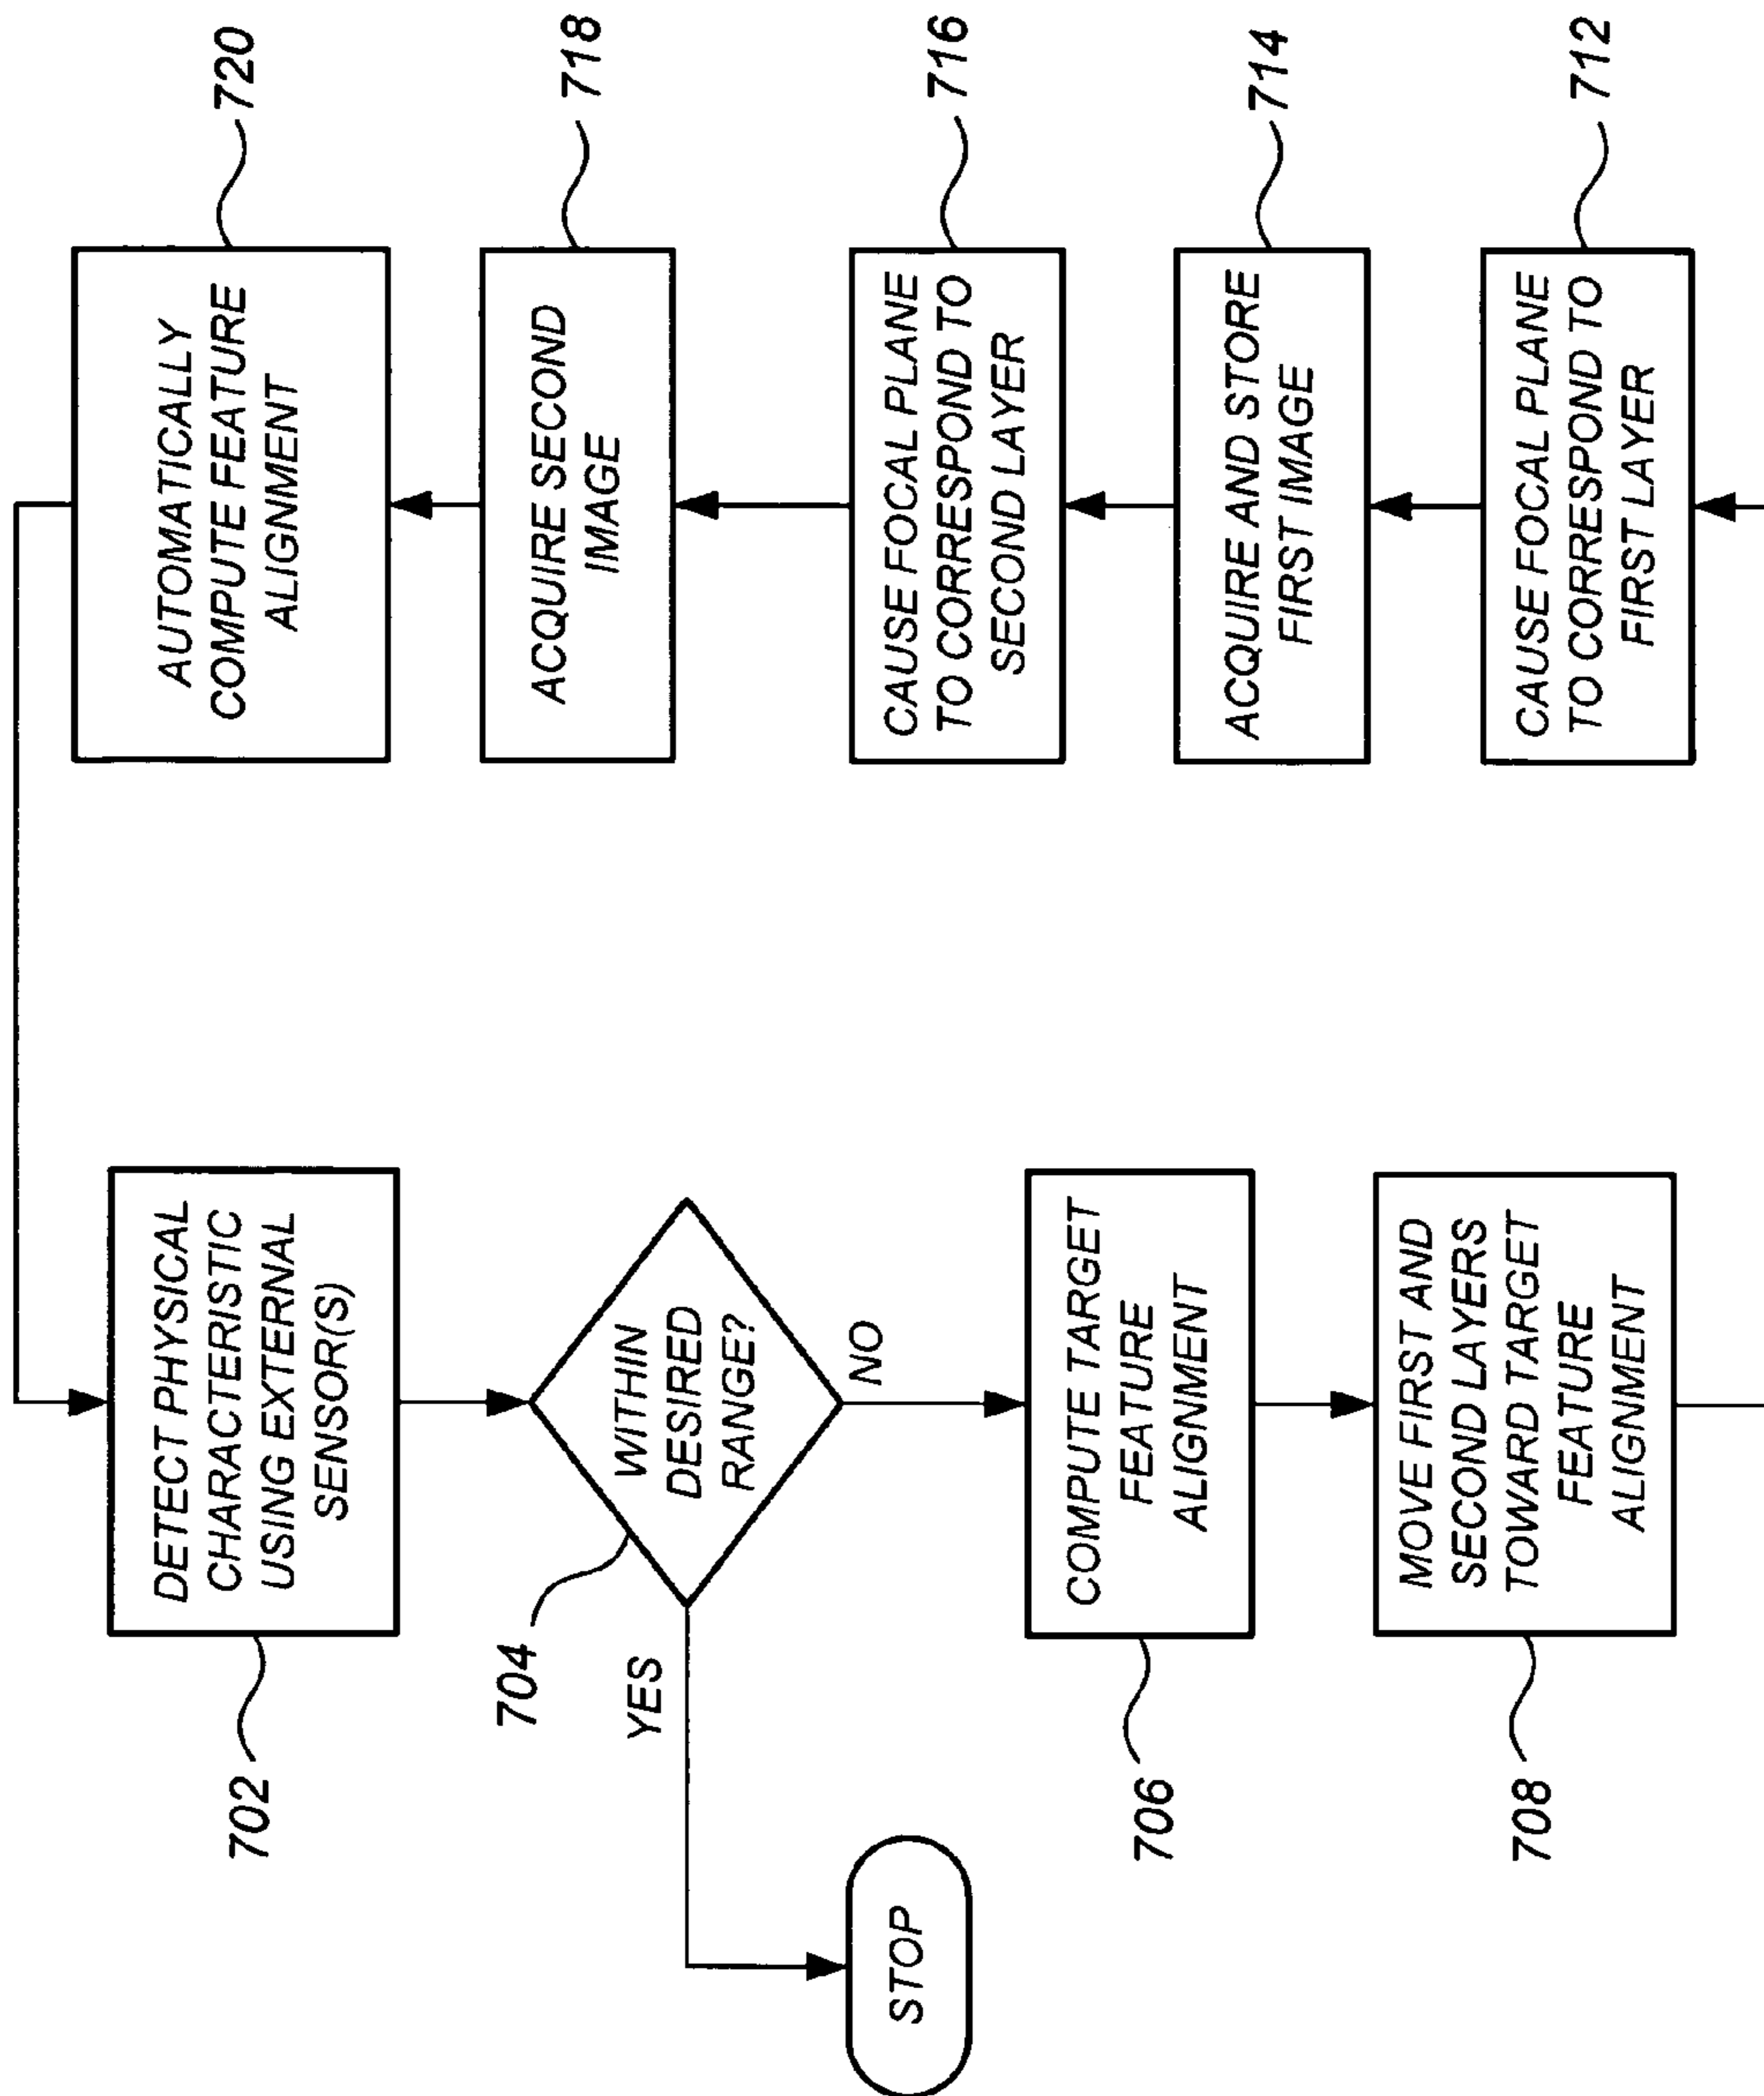 702
DETECT PHYSICAL
CHARACTERISTIC
USING EXTERNAL
SENSOR(S)
704
WITHIN
DESIRED
RANGE?
YES
STOP
NO
706
COMPUTE TARGET
FEATURE
ALIGNMENT
708
MOVE FIRST AND
SECOND LAYERS
TOWARD TARGET
FEATURE
ALIGNMENT
720
AUTOMATICALLY
COMPUTE FEATURE
ALIGNMENT
718
ACQUIRE SECOND
IMAGE
716
CAUSE FOCAL PLANE
TO CORRESPOND TO
SECOND LAYER
714
ACQUIRE AND STORE
FIRST IMAGE
712
CAUSE FOCAL PLANE
TO CORRESPOND TO
FIRST LAYER